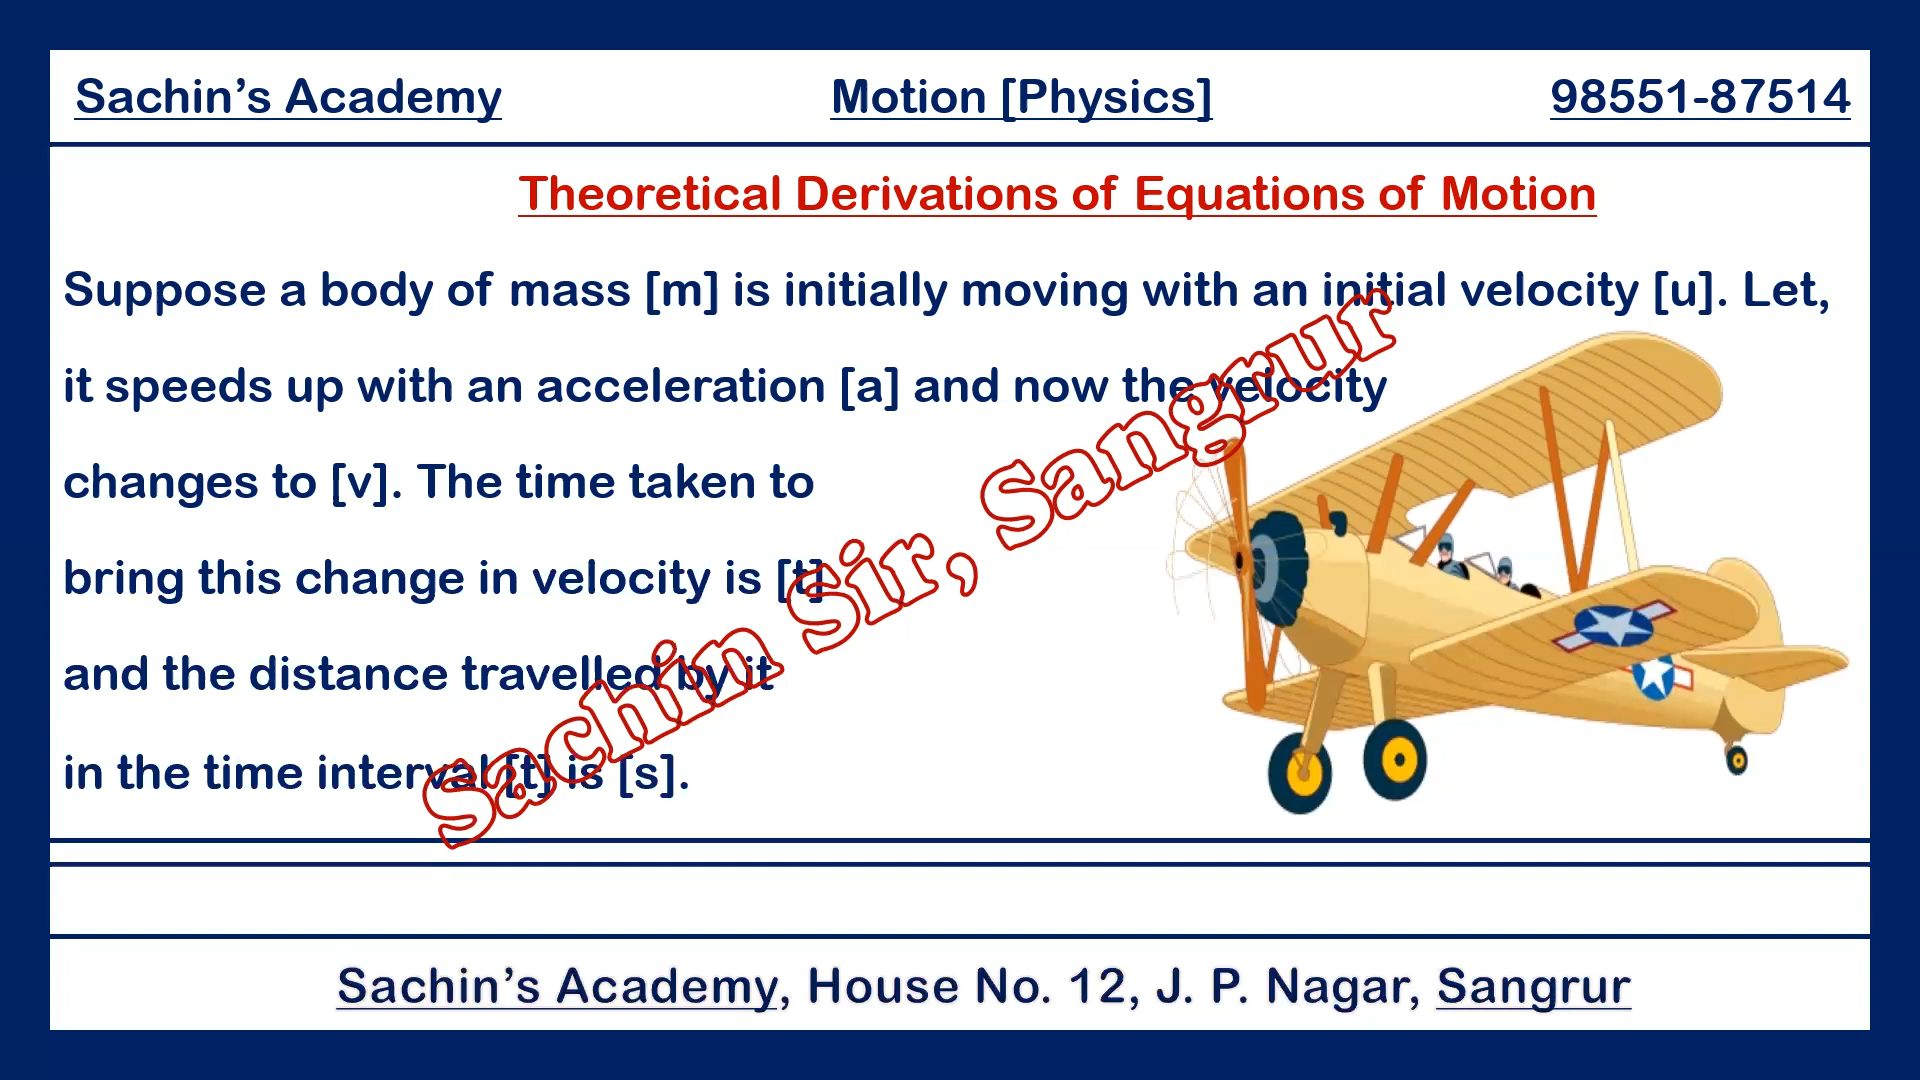 Sachin’s Academy Motion [Physics] 98551-87514
Theoretical Derivations of Equations of Motion
Suppose a body of mass [m] is initially moving with an initial velocity [u]. Let,
it speeds up with an acceleration [a] and now the velocity
changes to [v]. The time taken to
bring this change in velocity is [t]
and the distance travelled by it
in the time interval [t] is [s].
Sachin Sir, Sangrur
Sachin’s Academy, House No. 12, J. P. Nagar, Sangrur